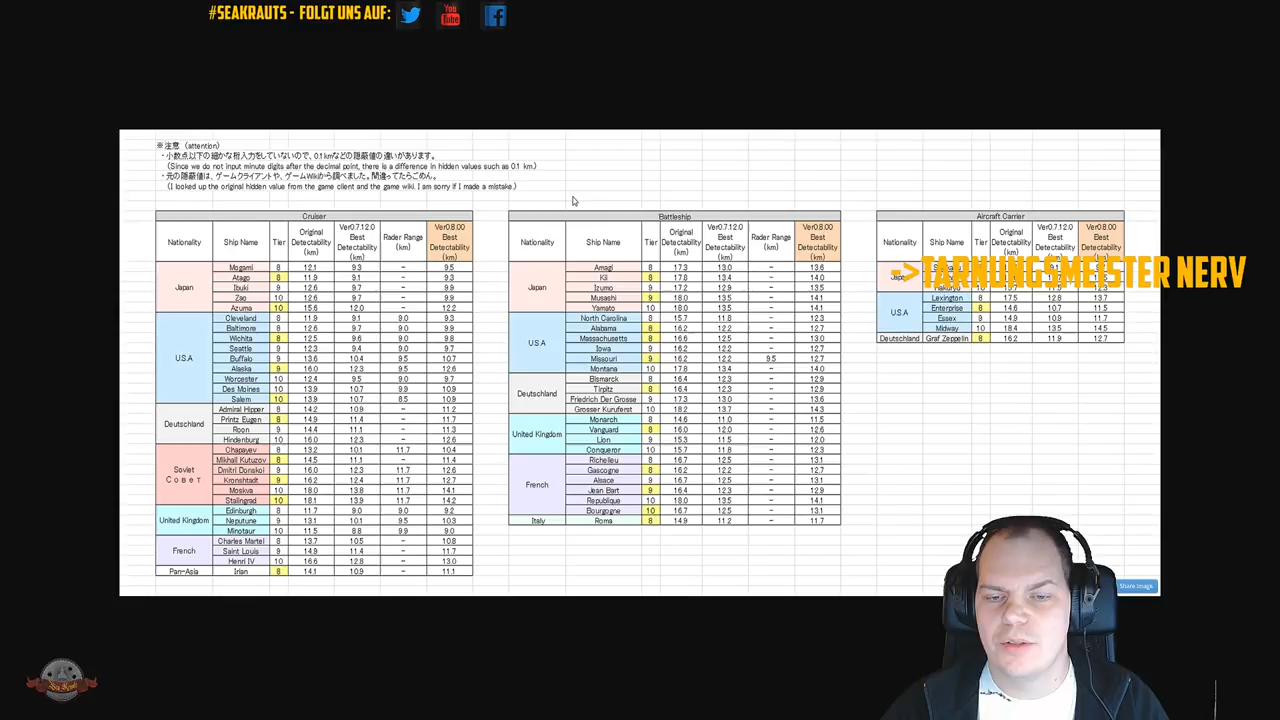 #SEAKRAUTS - FOLGT UNS AUF:
You
Tube
※注意 (attention)
・小数点以下の細かな桁入力をしていないので、0.1kmなどの隠蔽値の違いがあります。
(Since we do not input minute digits after the decimal point, there is a difference in hidden values such as 0.1 km.)
・元の隠蔽値は、ゲームクライアントや、ゲームWikiから調べました。間違ってたらごめん。
(I looked up the original hidden value from the game client and the game wiki. I am sorry if I made a mistake.)
Cruiser
Nationality Ship Name Tier Original Detectability (km) Ver0.7.12.0 Best Detectability (km) Rader Range (km) Ver0.8.00 Best Detectability (km)
Japan
Mogami 8 12.1 9.3 - 9.5
Atago 8 11.9 9.1 - 9.3
Ibuki 9 12.6 9.7 - 9.9
Zao 10 12.6 9.7 - 9.9
Azuma 10 15.6 12.0 - 12.2
U.S.A
Cleveland 8 11.9 9.1 9.0 9.3
Baltimore 8 12.6 9.7 9.0 9.9
Wichita 8 12.5 9.6 9.0 9.8
Seattle 9 12.3 9.4 9.0 9.7
Buffalo 9 13.6 10.4 9.5 10.7
Alaska 9 16.0 12.3 9.5 12.6
Worcester 10 12.4 9.5 9.0 9.7
Des Moines 10 13.9 10.7 9.9 10.9
Salem 10 13.9 10.7 8.5 10.9
Deutschland
Admiral Hipper 8 14.2 10.9 - 11.2
Printz Eugen 8 14.9 11.4 - 11.7
Roon 9 14.4 11.1 - 11.3
Hindenburg 10 16.0 12.3 - 12.6
Soviet
Совет
Chapayev 8 13.2 10.1 11.7 10.4
Mikhail Kutuzov 8 14.5 11.1 - 11.4
Dmitri Donskoi 9 16.0 12.3 11.7 12.6
Kronshtadt 9 16.2 12.4 11.7 12.7
Moskva 10 18.0 13.8 11.7 14.1
Stalingrad 10 18.1 13.9 11.7 14.2
United Kingdom
Edinburgh 8 11.7 9.0 9.0 9.2
Neputune 9 13.1 10.1 9.5 10.3
Minotaur 10 11.5 8.8 9.9 9.0
French
Charles Martel 8 13.7 10.5 - 10.8
Saint Louis 9 14.9 11.4 - 11.7
Henri IV 10 16.6 12.8 - 13.0
Pan-Asia Irian 8 14.1 10.9 - 11.1
Battleship
Nationality Ship Name Tier Original Detectability (km) Ver0.7.12.0 Best Detectability (km) Rader Range (km) Ver0.8.00 Best Detectability (km)
Japan
Amagi 8 17.3 13.0 - 13.6
Kii 8 17.8 13.4 - 14.0
Izumo 9 17.2 12.9 - 13.5
Musashi 9 18.0 13.5 - 14.1
Yamato 10 18.0 13.5 - 14.1
U.S.A
North Carolina 8 15.7 11.8 - 12.3
Alabama 8 16.2 12.2 - 12.7
Massachusetts 8 16.6 12.5 - 13.0
Iowa 9 16.2 12.2 - 12.7
Missouri 9 16.2 12.2 9.5 12.7
Montana 10 17.8 13.4 - 14.0
Deutschland
Bismarck 8 16.4 12.3 - 12.9
Tirpitz 8 16.4 12.3 - 12.9
Friedrich Der Grosse 9 17.3 13.0 - 13.6
Grosser Kuruferst 10 18.2 13.7 - 14.3
United Kingdom
Monarch 8 14.6 11.0 - 11.5
Vanguard 8 16.0 12.0 - 12.6
Lion 9 15.3 11.5 - 12.0
Conqueror 10 15.7 11.8 - 12.3
French
Richelieu 8 16.7 12.5 - 13.1
Gascogne 8 16.2 12.2 - 12.7
Alsace 9 16.7 12.5 - 13.1
Jean Bart 9 16.4 12.3 - 12.9
Republique 10 18.0 13.5 - 14.1
Bourgogne 10 16.7 12.5 - 13.1
Italy Roma 8 14.9 11.2 - 11.7
Aircraft Carrier
Nationality Ship Name Tier Original Detectability (km) Ver0.7.12.0 Best Detectability (km) Ver0.8.00 Best Detectability (km)
-> TARNUNGSMEISTER NERV
U.S.A
Lexington 8 17.5 12.8 13.7
Enterprise 8 14.6 10.7 11.5
Essex 9 14.9 10.9 11.7
Midway 10 18.4 13.5 14.5
Deutschland Graf Zeppelin 8 16.2 11.9 12.7
Share Image